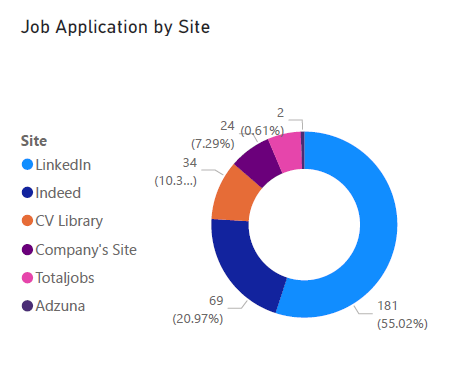 Job Application by Site
Site
LinkedIn
Indeed
CV Library
Company's Site
Totaljobs
Adzuna
2
(0.61%)
24
(7.29%)
34
(10.3...)
69
(20.97%)
181
(55.02%)